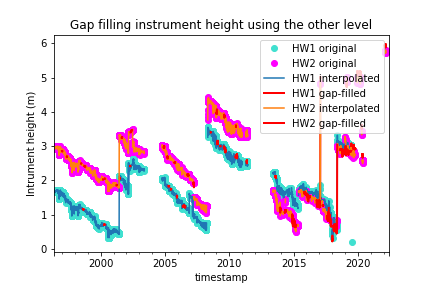 Gap filling instrument height using the other level
Intrument height (m)
6
5
4
3
2
1
0
HW1 original
HW2 original
HW1 interpolated
HW1 gap-filled
HW2 interpolated
HW2 gap-filled
2000
2005
2010
2015
2020
timestamp